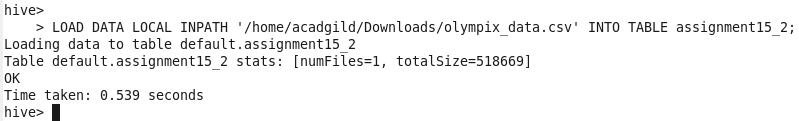 hive>
    > LOAD DATA LOCAL INPATH '/home/acadgild/Downloads/olympix_data.csv' INTO TABLE assignment15_2;
Loading data to table default.assignment15_2
Table default.assignment15_2 stats: [numFiles=1, totalSize=518669]
OK
Time taken: 0.539 seconds
hive>